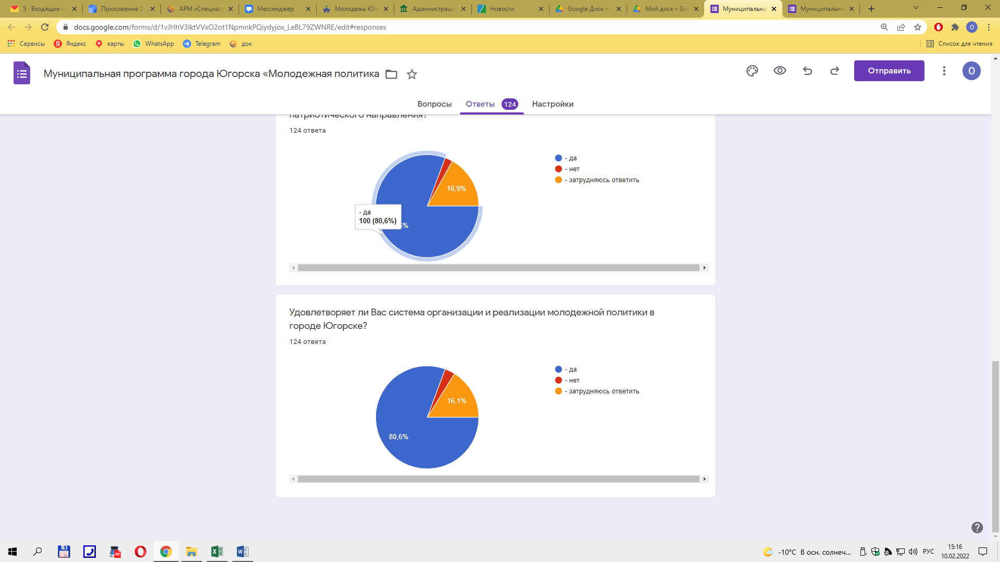 5 · Входящие —
Приложение 2
АРМ «Специал
Мессенджер
Молодежь Юго
Администраци
Новости
Google Диск –
Мой диск – Goo
Муниципальна
Муниципальна
docs.google.com/forms/d/1vJHhV3IktVVxO2ot1NpmnkPQiydyjox_LeBL79ZWNRE/edit#responses
O
Сервисы
Яндекс
карты
WhatsApp
Telegram
док
Список для чтения
Муниципальная программа города Югорска «Молодежная политика
Отправить
O
Вопросы
Ответы 124
Настройки
патриотического направления?
124 ответа
- да
- нет
- затрудняюсь ответить
16,9%
- да
100 (80,6%)
6%
Удовлетворяет ли Вас система организации и реализации молодежной политики в
городе Югорске?
124 ответа
- да
- нет
- затрудняюсь ответить
16,1%
80,6%
-10°C В осн. солнеч...
РУС
15:16
10.02.2022